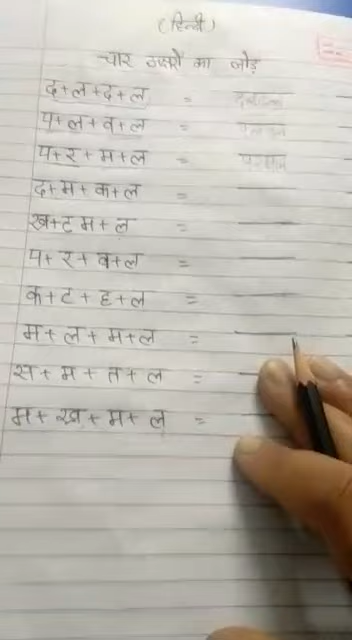 (हिन्दी)
चार अक्षरों का जोड़
द+ल+द+ल = दलदल
प+ल+व+ल =
प+र+म+ल = परमल
द+म+क+ल =
ख+ट म+ल =
प+र+व+ल =
क+ट+ह+ल =
म+ल+म+ल =
स+म+त+ल =
म+ख+म+ल =